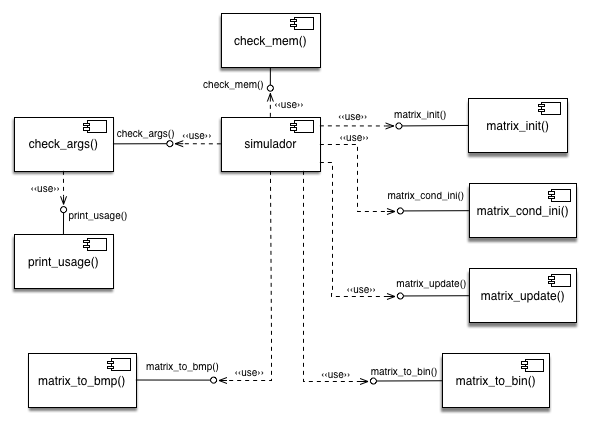 check_mem()
check_mem()
‹‹use››
check_args()
check_args()
‹‹use››
simulador
‹‹use››
matrix_init()
matrix_init()
‹‹use››
matrix_cond_ini()
matrix_cond_ini()
‹‹use››
print_usage()
print_usage()
‹‹use››
matrix_update()
matrix_update()
matrix_to_bmp()
matrix_to_bmp()
‹‹use››
‹‹use››
matrix_to_bin()
matrix_to_bin()